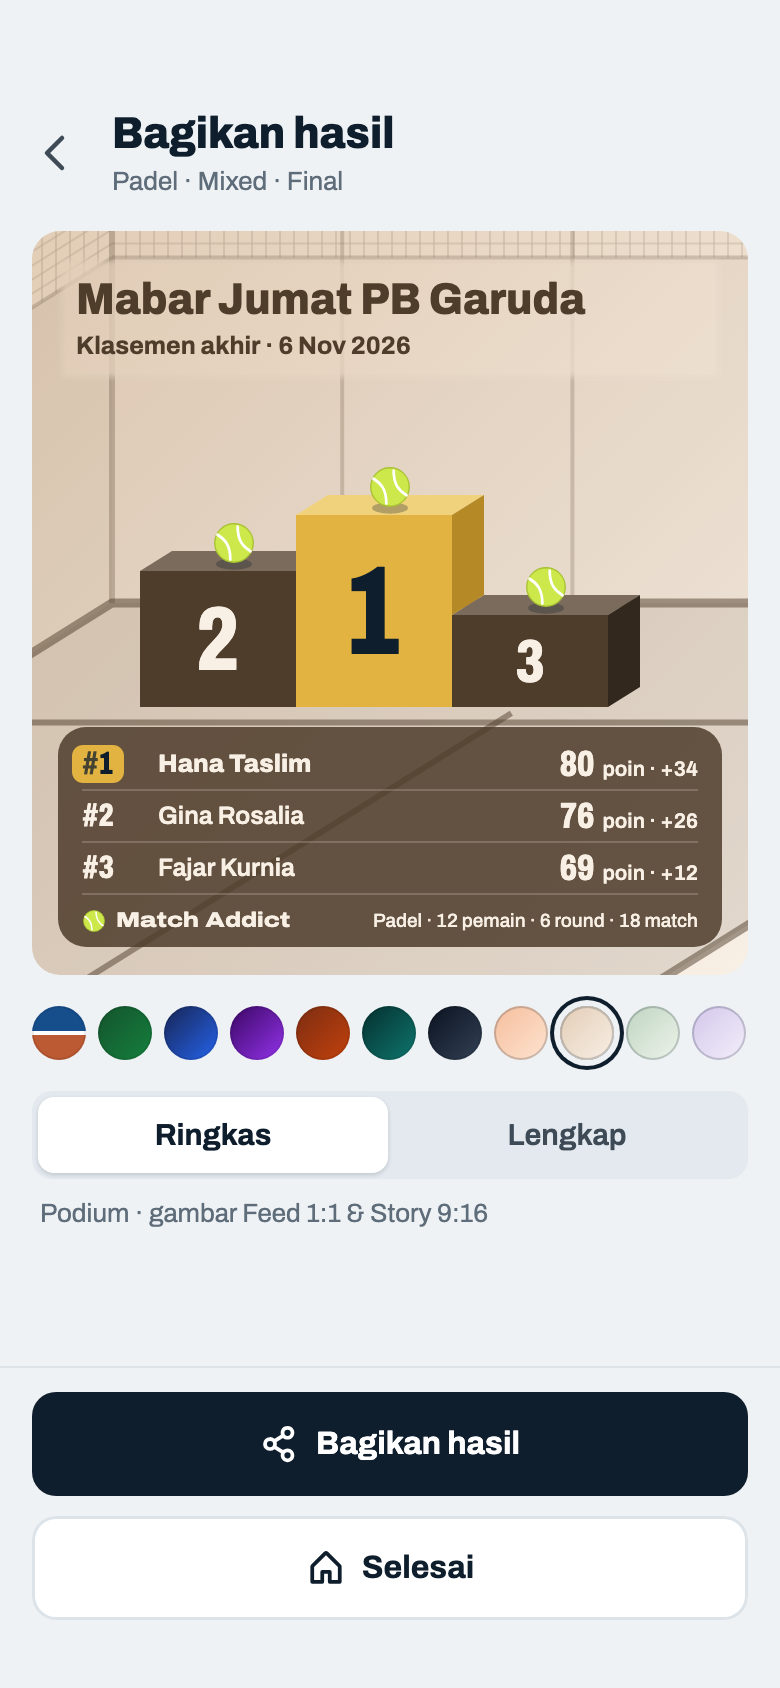 Bagikan hasil
Padel · Mixed · Final
Mabar Jumat PB Garuda
Klasemen akhir · 6 Nov 2026
1
2
3
#1 Hana Taslim 80 poin · +34
#2 Gina Rosalia 76 poin · +26
#3 Fajar Kurnia 69 poin · +12
Match Addict Padel · 12 pemain · 6 round · 18 match
Ringkas Lengkap
Podium · gambar Feed 1:1 & Story 9:16
Bagikan hasil
Selesai